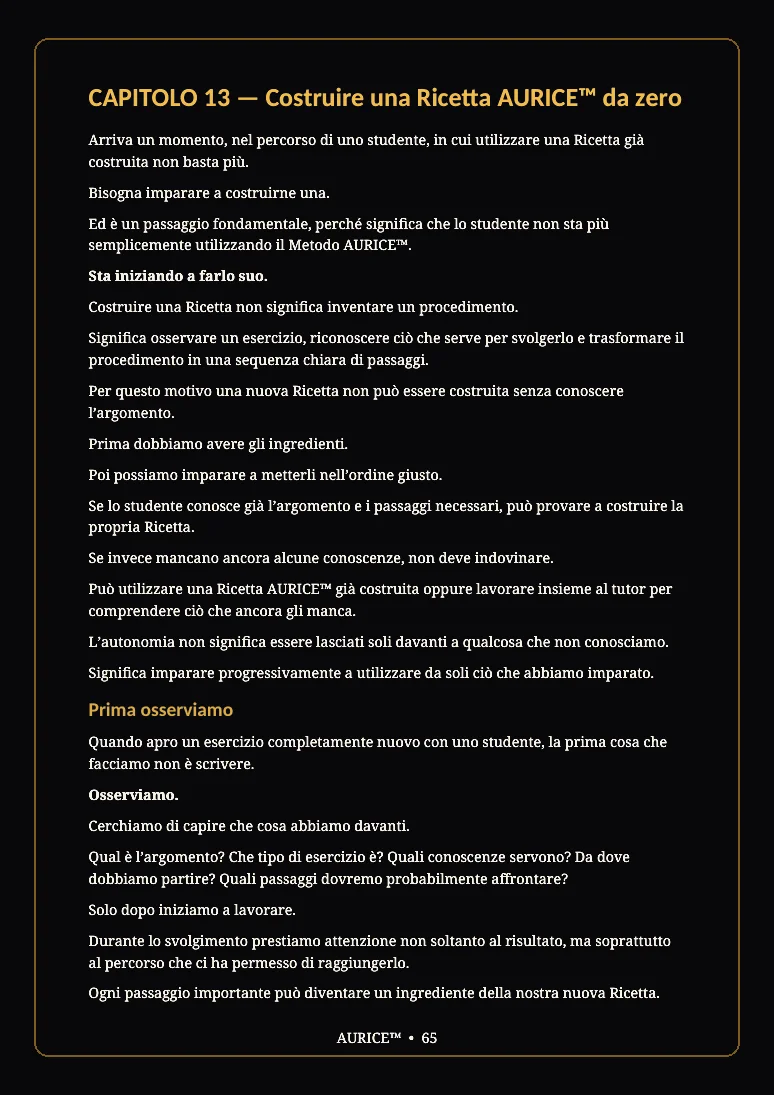 CAPITOLO 13 — Costruire una Ricetta AURICE™ da zero
Arriva un momento, nel percorso di uno studente, in cui utilizzare una Ricetta già
costruita non basta più.
Bisogna imparare a costruirne una.
Ed è un passaggio fondamentale, perché significa che lo studente non sta più
semplicemente utilizzando il Metodo AURICE™.
Sta iniziando a farlo suo.
Costruire una Ricetta non significa inventare un procedimento.
Significa osservare un esercizio, riconoscere ciò che serve per svolgerlo e trasformare il
procedimento in una sequenza chiara di passaggi.
Per questo motivo una nuova Ricetta non può essere costruita senza conoscere
l’argomento.
Prima dobbiamo avere gli ingredienti.
Poi possiamo imparare a metterli nell’ordine giusto.
Se lo studente conosce già l’argomento e i passaggi necessari, può provare a costruire la
propria Ricetta.
Se invece mancano ancora alcune conoscenze, non deve indovinare.
Può utilizzare una Ricetta AURICE™ già costruita oppure lavorare insieme al tutor per
comprendere ciò che ancora gli manca.
L’autonomia non significa essere lasciati soli davanti a qualcosa che non conosciamo.
Significa imparare progressivamente a utilizzare da soli ciò che abbiamo imparato.
Prima osserviamo
Quando apro un esercizio completamente nuovo con uno studente, la prima cosa che
facciamo non è scrivere.
Osserviamo.
Cerchiamo di capire che cosa abbiamo davanti.
Qual è l’argomento? Che tipo di esercizio è? Quali conoscenze servono? Da dove
dobbiamo partire? Quali passaggi dovremo probabilmente affrontare?
Solo dopo iniziamo a lavorare.
Durante lo svolgimento prestiamo attenzione non soltanto al risultato, ma soprattutto
al percorso che ci ha permesso di raggiungerlo.
Ogni passaggio importante può diventare un ingrediente della nostra nuova Ricetta.
AURICE™ • 65